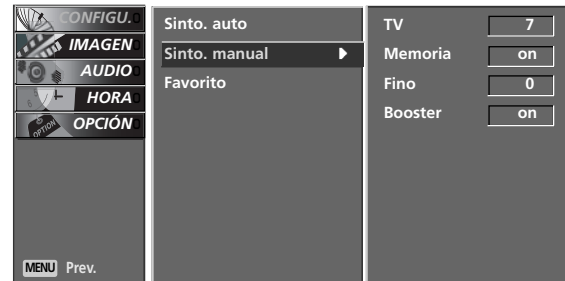 CONFIGU.
IMAGEN
AUDIO
HORA
OPCIÓN
OPTION
MENU Prev.
Sinto. auto
Sinto. manual ▶
Favorito
TV 7
Memoria on
Fino 0
Booster on